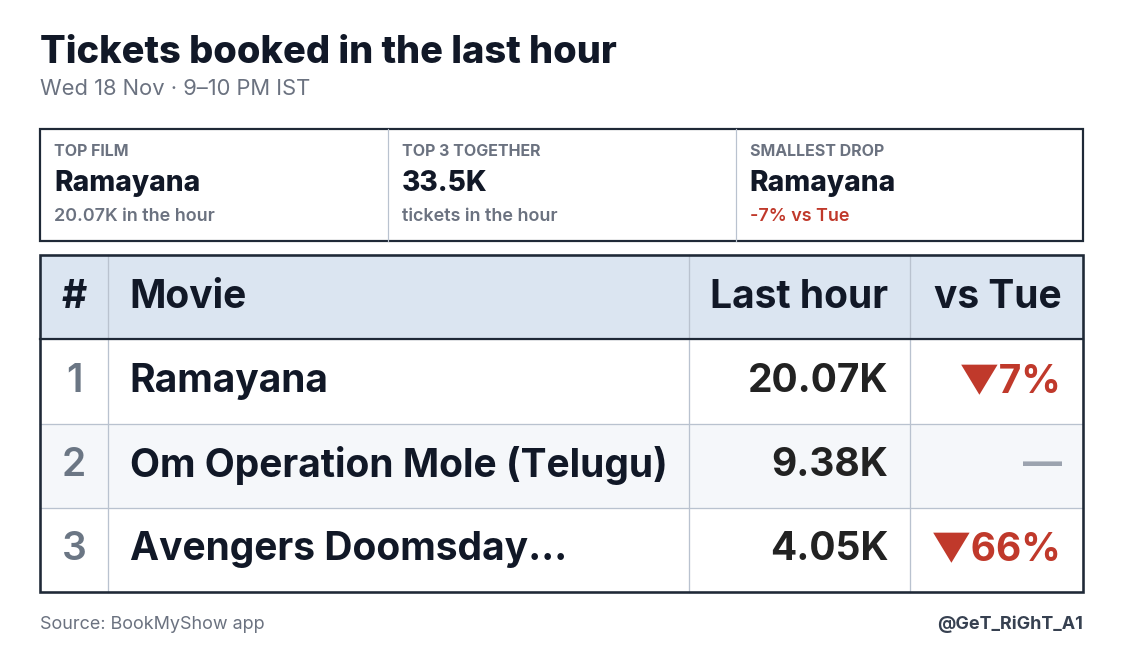 Tickets booked in the last hour
Wed 18 Nov · 9–10 PM IST
TOP FILM
Ramayana
20.07K in the hour
TOP 3 TOGETHER
33.5K
tickets in the hour
SMALLEST DROP
Ramayana
-7% vs Tue
# Movie Last hour vs Tue
1 Ramayana 20.07K ▼7%
2 Om Operation Mole (Telugu) 9.38K —
3 Avengers Doomsday... 4.05K ▼66%
Source: BookMyShow app
@GeT_RiGhT_A1